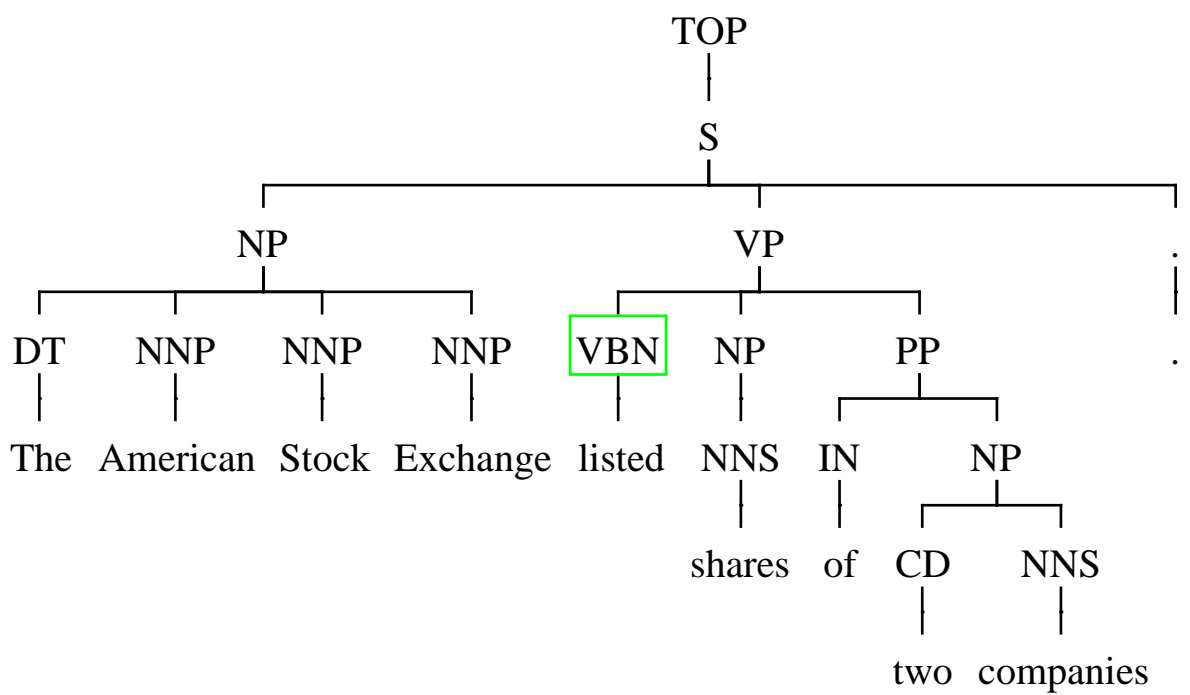 TOP
S
NP VP .
DT NNP NNP NNP VBN NP PP .
The American Stock Exchange listed NNS IN NP
shares of CD NNS
two companies